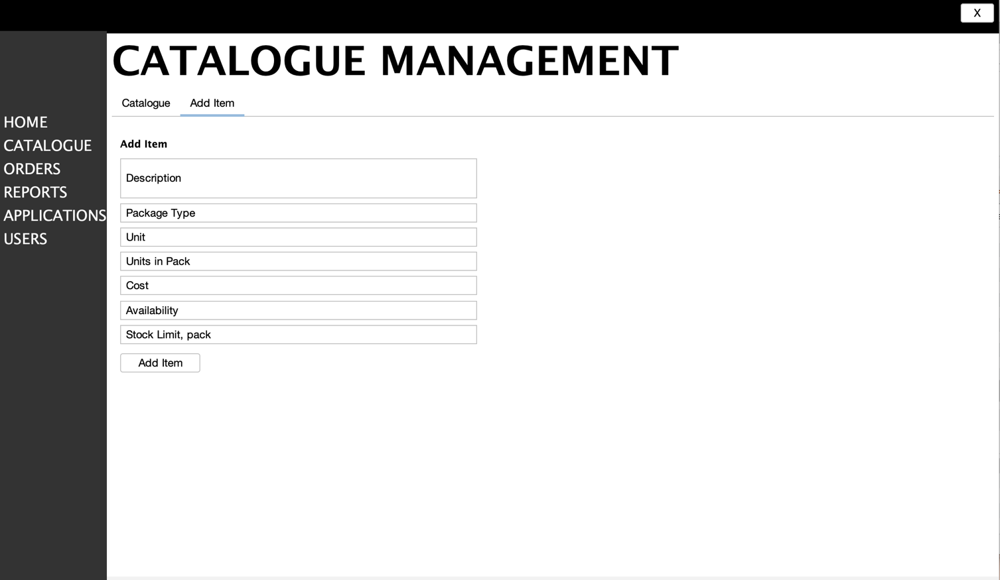 X
CATALOGUE MANAGEMENT
Catalogue Add Item
HOME
CATALOGUE
ORDERS
REPORTS
APPLICATIONS
USERS
Add Item
Description
Package Type
Unit
Units in Pack
Cost
Availability
Stock Limit, pack
Add Item